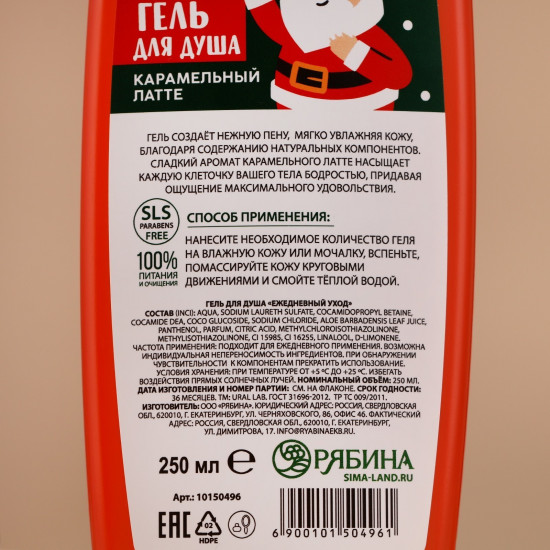 ГЕЛЬ
ДЛЯ ДУША
КАРАМЕЛЬНЫЙ
ЛАТТЕ
ГЕЛЬ СОЗДАЁТ НЕЖНУЮ ПЕНУ, МЯГКО УВЛАЖНЯЯ КОЖУ,
БЛАГОДАРЯ СОДЕРЖАНИЮ НАТУРАЛЬНЫХ КОМПОНЕНТОВ.
СЛАДКИЙ АРОМАТ КАРАМЕЛЬНОГО ЛАТТЕ НАСЫЩАЕТ
КАЖДУЮ КЛЕТОЧКУ ВАШЕГО ТЕЛА БОДРОСТЬЮ, ПРИДАВАЯ
ОЩУЩЕНИЕ МАКСИМАЛЬНОГО УДОВОЛЬСТВИЯ.
SLS
PARABENS
FREE
100%
ПИТАНИЯ
И ОЧИЩЕНИЯ
СПОСОБ ПРИМЕНЕНИЯ:
НАНЕСИТЕ НЕОБХОДИМОЕ КОЛИЧЕСТВО ГЕЛЯ
НА ВЛАЖНУЮ КОЖУ ИЛИ МОЧАЛКУ, ВСПЕНЬТЕ,
ПОМАССИРУЙТЕ КОЖУ КРУГОВЫМИ
ДВИЖЕНИЯМИ И СМОЙТЕ ТЁПЛОЙ ВОДОЙ.
ГЕЛЬ ДЛЯ ДУША «ЕЖЕДНЕВНЫЙ УХОД»
СОСТАВ (INCI): AQUA, SODIUM LAURETH SULFATE, COCAMIDOPROPYL BETAINE,
COCAMIDE DEA, COCO GLUCOSIDE, SODIUM CHLORIDE, ALOE BARBADENSIS LEAF JUICE,
PANTHENOL, PARFUM, CITRIC ACID, METHYLCHLOROISOTHIAZOLINONE,
METHYLISOTHIAZOLINONE, CI 15985, CI 16255, LINALOOL, D-LIMONENE.
ЧАСТОТА ПРИМЕНЕНИЯ: ПОДХОДИТ ДЛЯ ЕЖЕДНЕВНОГО ПРИМЕНЕНИЯ. ВОЗМОЖНА
ИНДИВИДУАЛЬНАЯ НЕПЕРЕНОСИМОСТЬ ИНГРЕДИЕНТОВ. ПРИ ОБНАРУЖЕНИИ
ЧУВСТВИТЕЛЬНОСТИ К КОМПОНЕНТАМ ПРЕКРАТИТЬ ИСПОЛЬЗОВАНИЕ.
УСЛОВИЯ ХРАНЕНИЯ: ПРИ ТЕМПЕРАТУРЕ ОТ +5 °C ДО +25 °C. ИЗБЕГАТЬ
ВОЗДЕЙСТВИЯ ПРЯМЫХ СОЛНЕЧНЫХ ЛУЧЕЙ. НОМИНАЛЬНЫЙ ОБЪЁМ: 250 МЛ.
ДАТА ИЗГОТОВЛЕНИЯ И НОМЕР ПАРТИИ: СМ. НА ФЛАКОНЕ. СРОК ГОДНОСТИ:
36 МЕСЯЦЕВ. ТМ: URAL LAB. ГОСТ 31696-2012. ТР ТС 009/2011.
ИЗГОТОВИТЕЛЬ: ООО «РЯБИНА», ЮРИДИЧЕСКИЙ АДРЕС: РОССИЯ, СВЕРДЛОВСКАЯ
ОБЛ., 620010, Г. ЕКАТЕРИНБУРГ, УЛ. ЧЕРНЯХОВСКОГО, 86, ОФИС 46. ФАКТИЧЕСКИЙ
АДРЕС: РОССИЯ, СВЕРДЛОВСКАЯ ОБЛ., 620010, Г. ЕКАТЕРИНБУРГ,
УЛ. ДИМИТРОВА, 17. INFO@RYABINAEKB.RU
250 МЛ ℮
РЯБИНА
SIMA-LAND.RU
Арт.: 10150496
EAC
02
HDPE
6 900101 504961